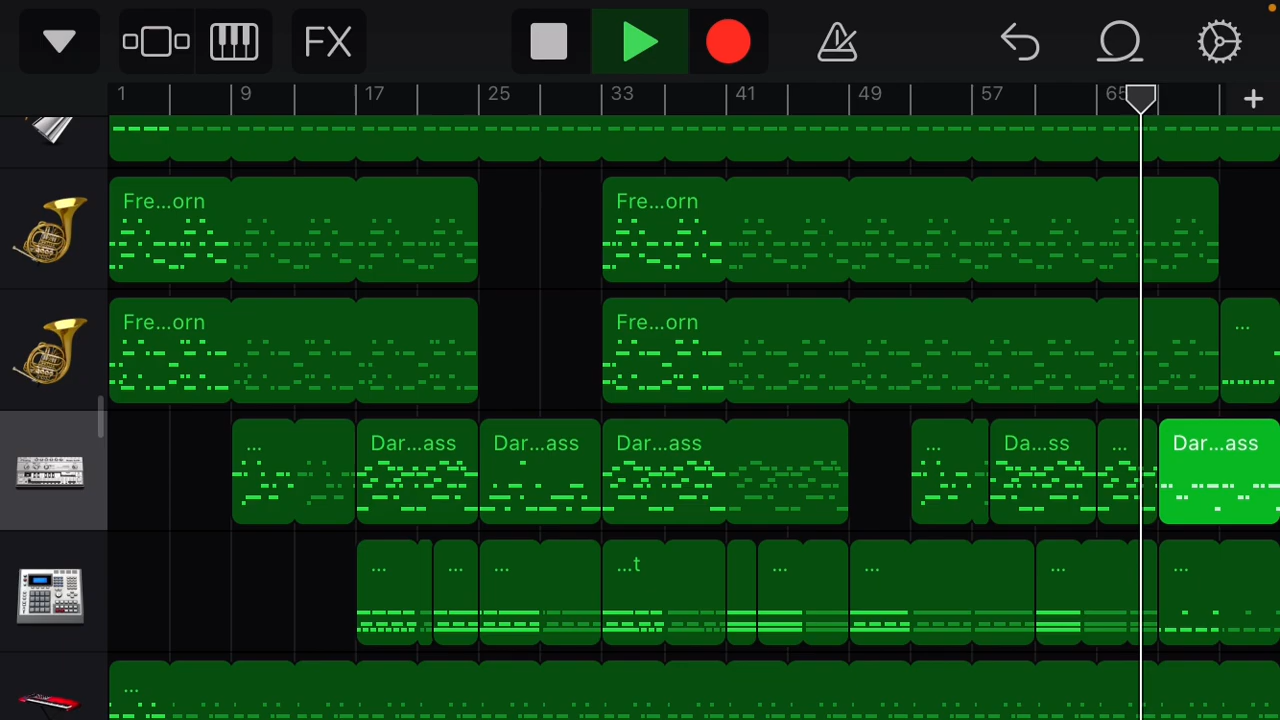 FX
1 9 17 25 33 41 49 57 65 +
Fre...orn Fre...orn
Fre...orn Fre...orn ...
... Dar...ass Dar...ass Dar...ass ... Da...ss ... Dar...ass
... ... ... ...t ... ... ... ...
...